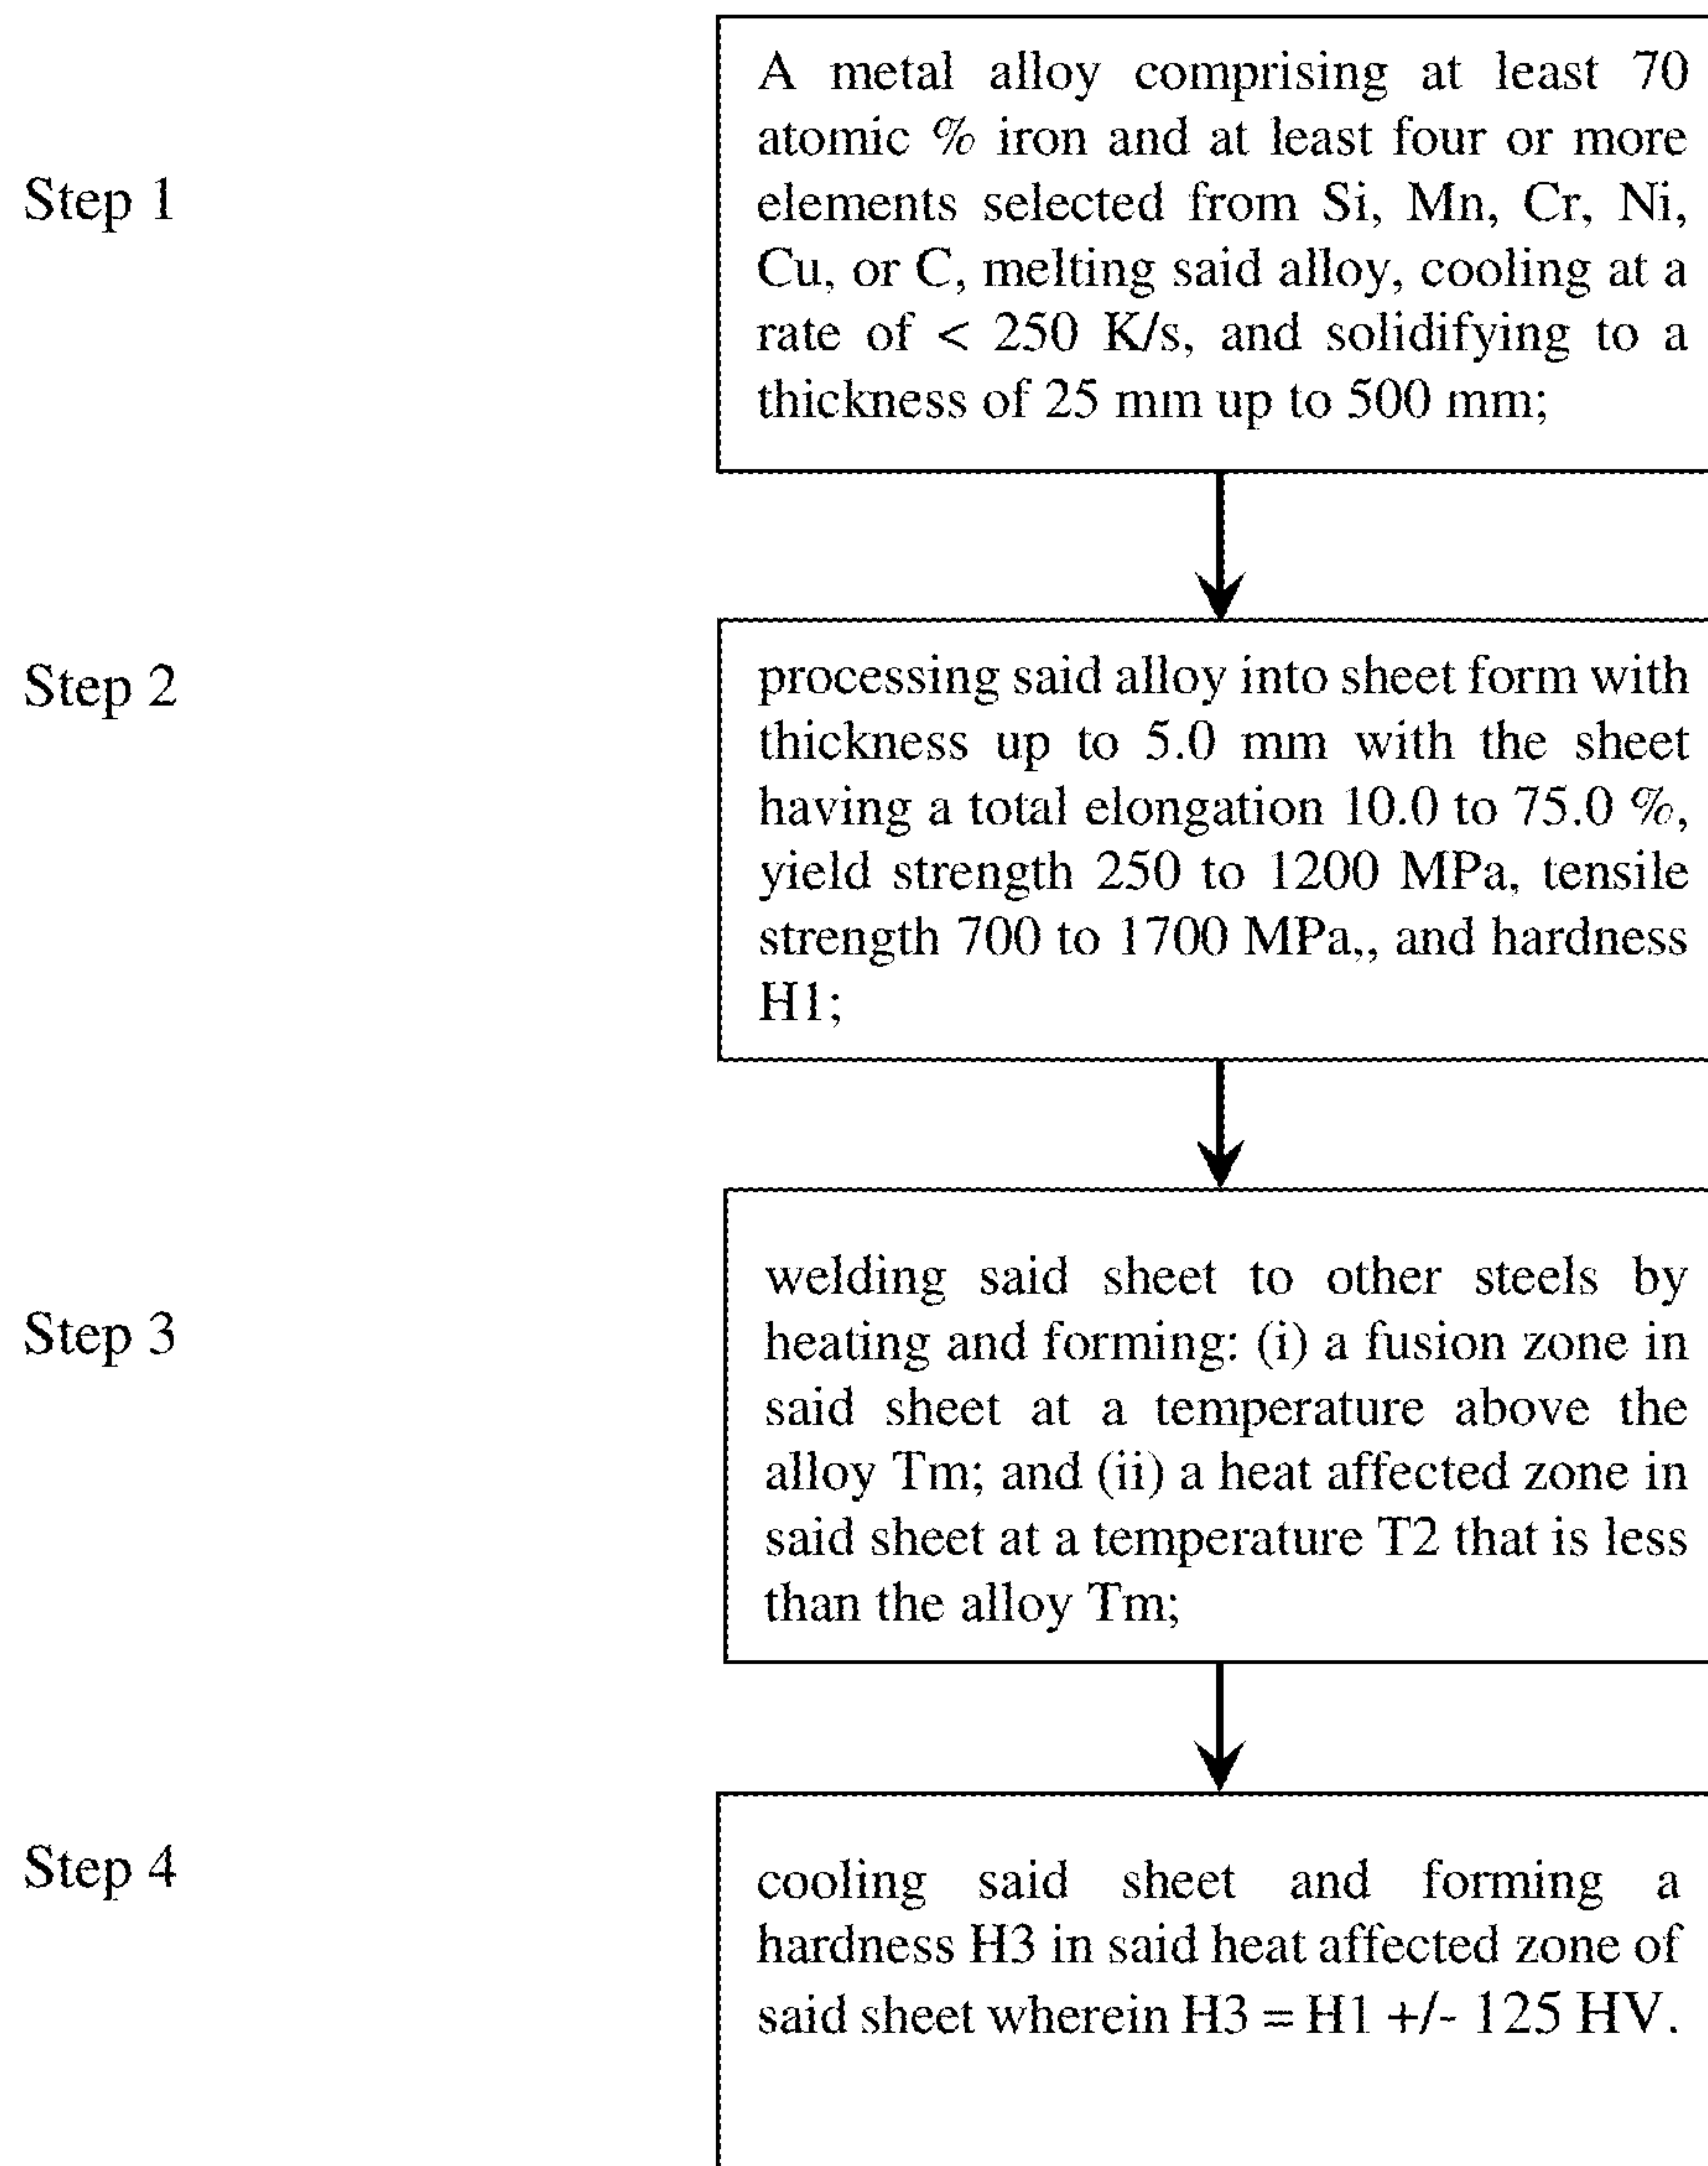 A metal alloy comprising at least 70
atomic % iron and at least four or more
Step 1
elements selected from Si, Mn, Cr, Ni,
Cu, or C, melting said alloy, cooling at a
rate of < 250 K/s, and solidifying to a
thickness of 25 mm up to 500 mm;
Step 2
processing said alloy into sheet form with
thickness up to 5.0 mm with the sheet
having a total elongation 10.0 to 75.0 %,
yield strength 250 to 1200 MPa, tensile
strength 700 to 1700 MPa,, and hardness
H1;
Step 3
welding said sheet to other steels by
heating and forming: (i) a fusion zone in
said sheet at a temperature above the
alloy Tm; and (ii) a heat affected zone in
said sheet at a temperature T2 that is less
than the alloy Tm;
Step 4
cooling said sheet and forming a
hardness H3 in said heat affected zone of
said sheet wherein H3 = H1 +/- 125 HV.